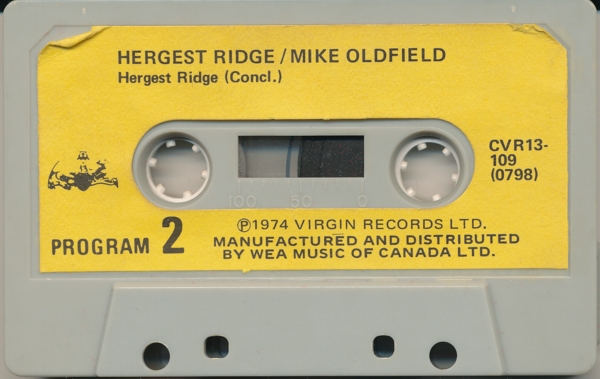 HERGEST RIDGE/MIKE OLDFIELD
Hergest Ridge (Concl.)
CVR13-
109
(0798)
100 50 0
PROGRAM 2
℗1974 VIRGIN RECORDS LTD.
MANUFACTURED AND DISTRIBUTED
BY WEA MUSIC OF CANADA LTD.